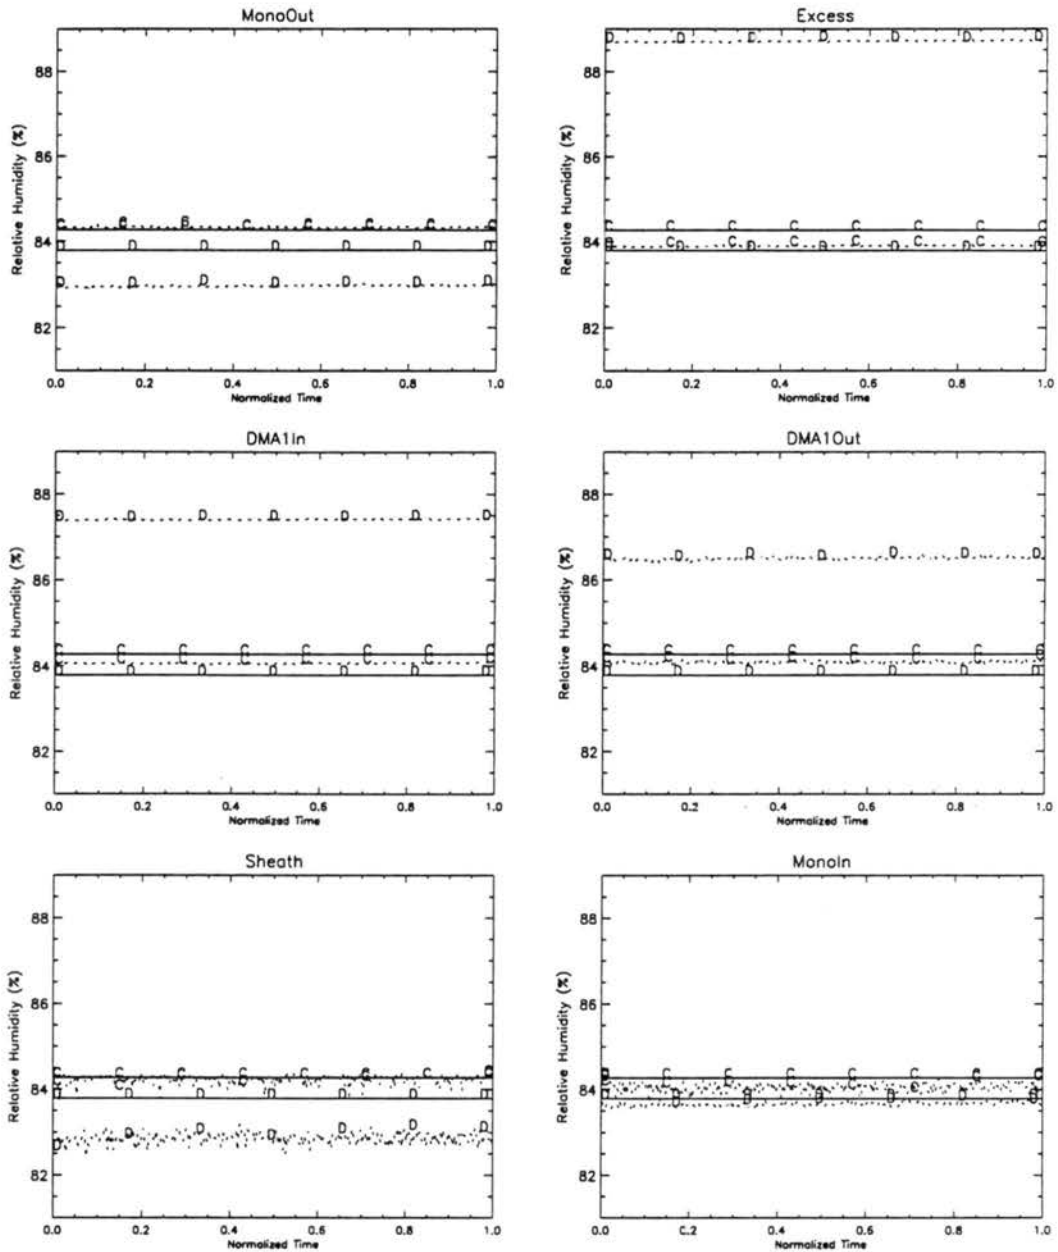 MonoOut
Relative Humidity (%)
88
86
84
82
C C C C C C C C
D D D D D D D
D D D D D D D
0.0 0.2 0.4 0.6 0.8 1.0
Normalized Time
Excess
Relative Humidity (%)
88
86
84
82
D D D D D D D
C C C C C C C C
0.0 0.2 0.4 0.6 0.8 1.0
Normalized Time
DMA1In
Relative Humidity (%)
88
86
84
82
D D D D D D D
C C C C C C C C
C C C C C C C
D D D D D D D
0.0 0.2 0.4 0.6 0.8 1.0
Normalized Time
DMA1Out
Relative Humidity (%)
88
86
84
82
D D D D D D D
C C C C C C C C
D D D D D D D
0.0 0.2 0.4 0.6 0.8 1.0
Normalized Time
Sheath
Relative Humidity (%)
88
86
84
82
C C C C C C C C
D D D D D D D
D D D D D D D
0.0 0.2 0.4 0.6 0.8 1.0
Normalized Time
MonoIn
Relative Humidity (%)
88
86
84
82
C C C C C C C C
D D D D D D D
0.0 0.2 0.4 0.6 0.8 1.0
Normalized Time